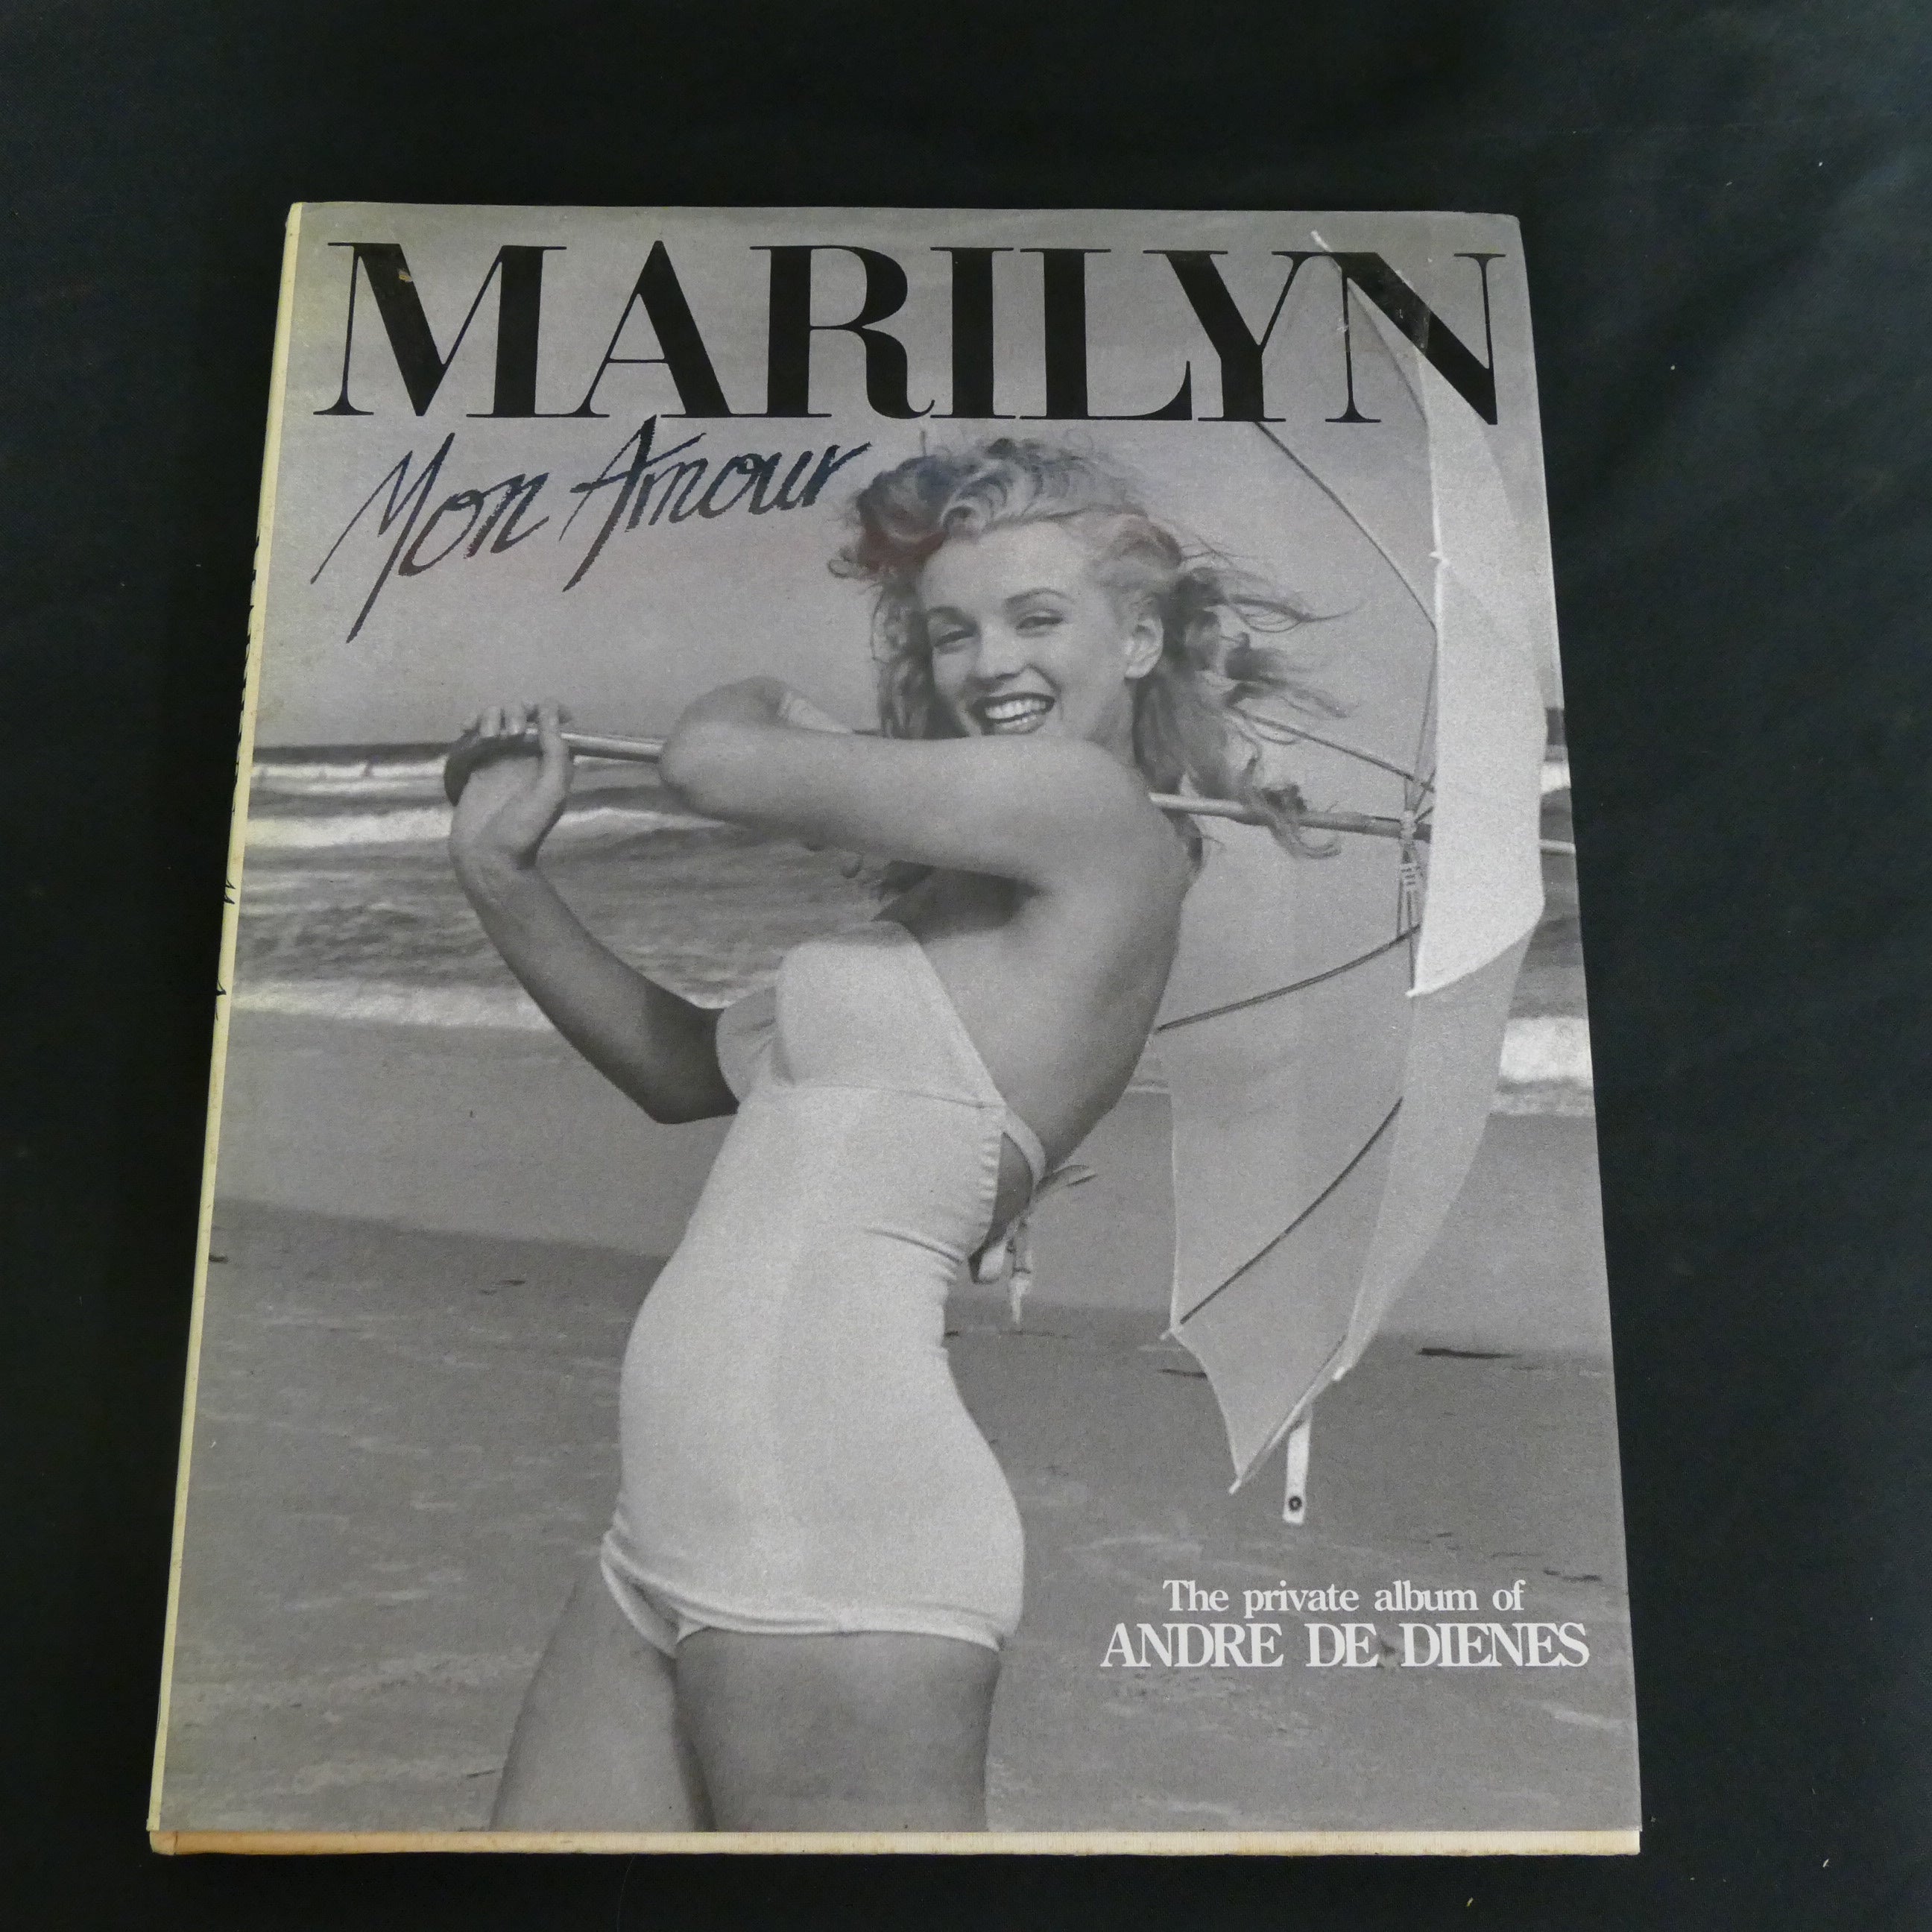 MARILYN
Mon Amour
The private album of
ANDRE DE DIENES